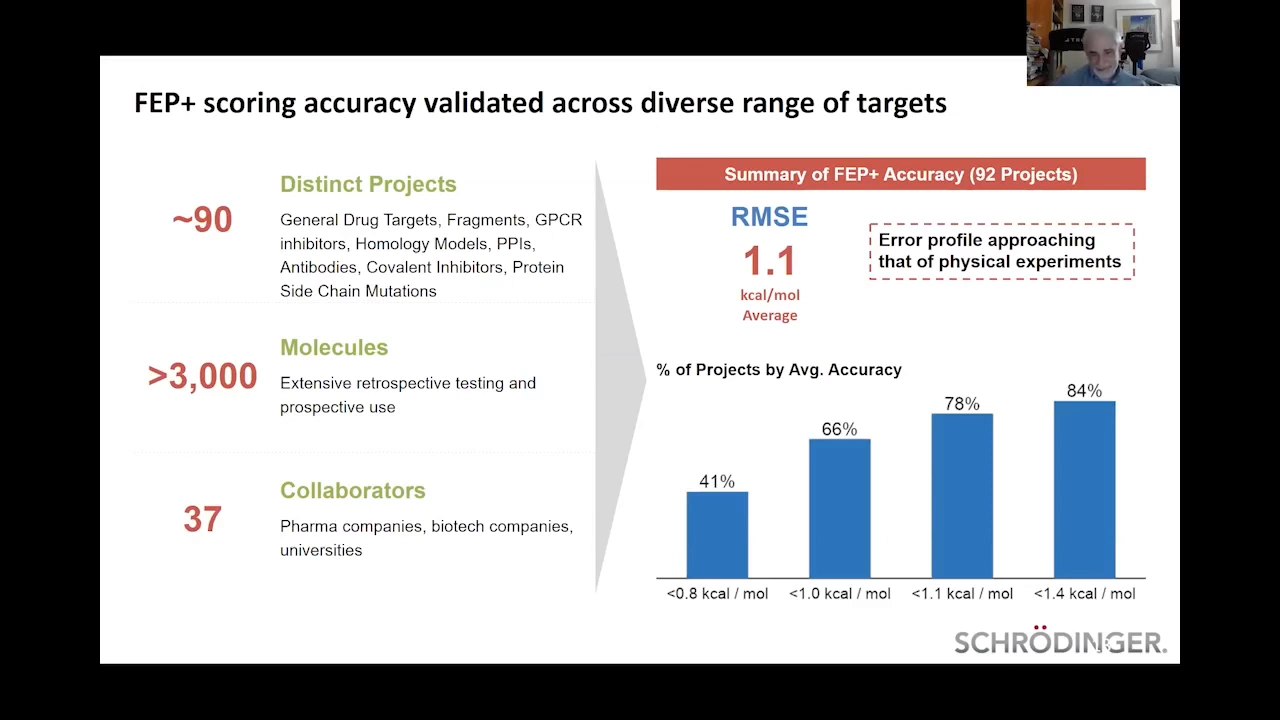 FEP+ scoring accuracy validated across diverse range of targets
~90
Distinct Projects
General Drug Targets, Fragments, GPCR
inhibitors, Homology Models, PPIs,
Antibodies, Covalent Inhibitors, Protein
Side Chain Mutations
>3,000
Molecules
Extensive retrospective testing and
prospective use
37
Collaborators
Pharma companies, biotech companies,
universities
Summary of FEP+ Accuracy (92 Projects)
RMSE
1.1
kcal/mol
Average
Error profile approaching
that of physical experiments
% of Projects by Avg. Accuracy
41%
66%
78%
84%
<0.8 kcal / mol
<1.0 kcal / mol
<1.1 kcal / mol
<1.4 kcal / mol
SCHRÖDINGER.